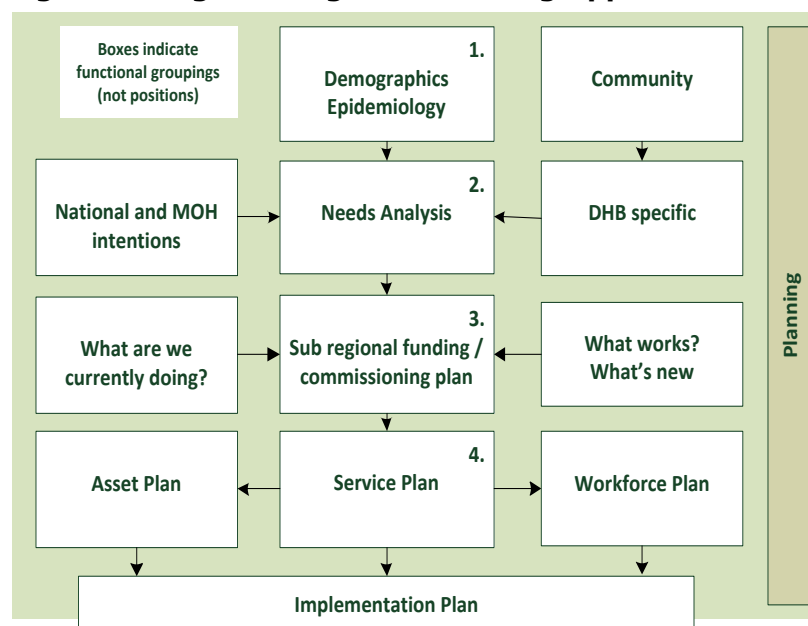 Boxes indicate
functional groupings
(not positions)
1.
Demographics
Epidemiology
Community
2.
National and MOH
intentions
Needs Analysis
DHB specific
3.
What are we
currently doing?
Sub regional funding /
commissioning plan
What works?
What's new
4.
Asset Plan
Service Plan
Workforce Plan
Implementation Plan
Planning